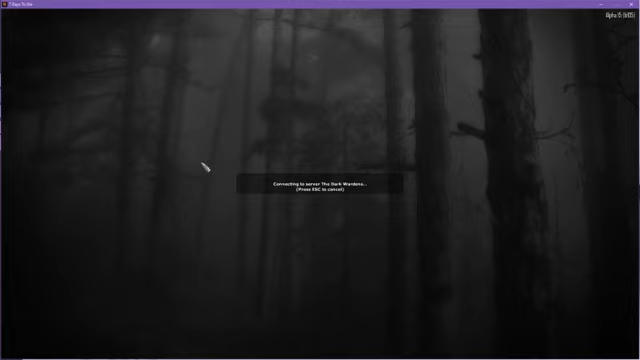 7 Days To Die
Alpha 15 (b105)
Connecting to server The Dark Wardens...
(Press ESC to cancel)